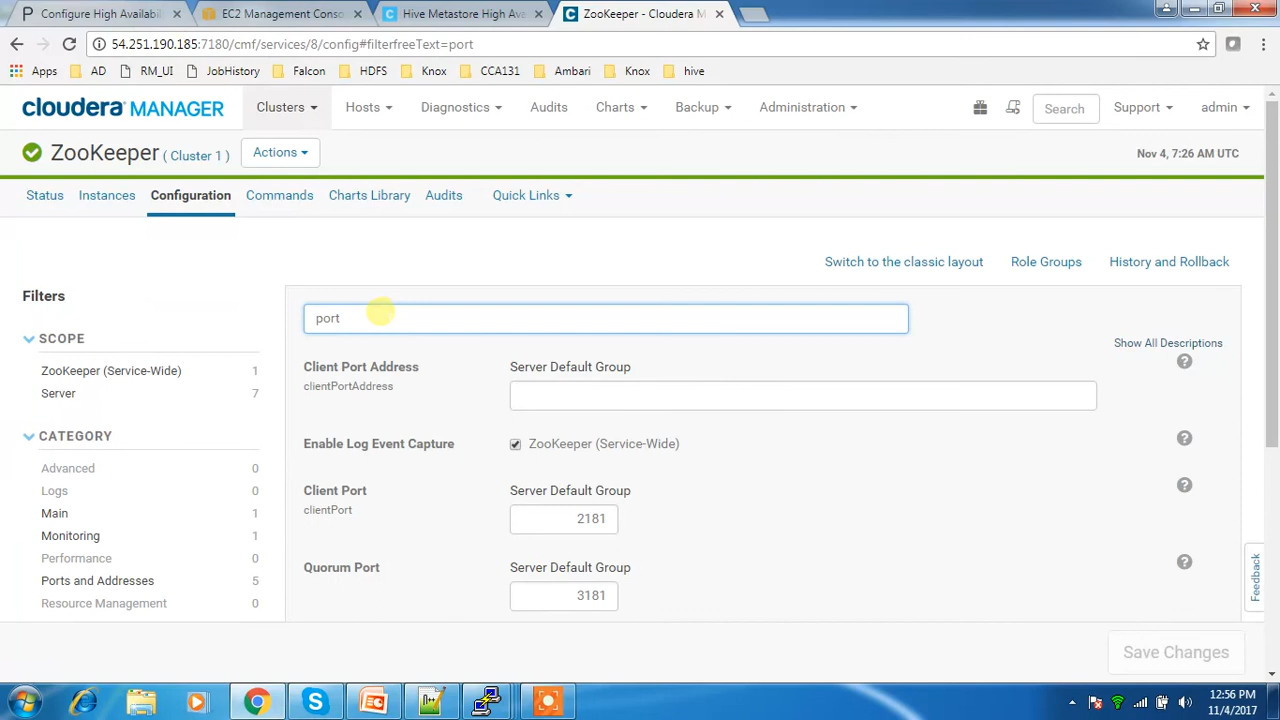 Configure High Availabili
EC2 Management Conso
Hive Metastore High Ava
ZooKeeper - Cloudera M
54.251.190.185:7180/cmf/services/8/config#filterfreeText=port
Apps AD RM_UI JobHistory Falcon HDFS Knox CCA131 Ambari Knox hive
cloudera MANAGER Clusters Hosts Diagnostics Audits Charts Backup Administration Search Support admin
ZooKeeper ( Cluster 1 ) Actions Nov 4, 7:26 AM UTC
Status Instances Configuration Commands Charts Library Audits Quick Links
Switch to the classic layout Role Groups History and Rollback
Filters
SCOPE
ZooKeeper (Service-Wide) 1
Server 7
CATEGORY
Advanced 0
Logs 0
Main 1
Monitoring 1
Performance 0
Ports and Addresses 5
Resource Management 0
port
Show All Descriptions
Client Port Address Server Default Group
clientPortAddress
Enable Log Event Capture ZooKeeper (Service-Wide)
Client Port Server Default Group
clientPort 2181
Quorum Port Server Default Group
3181
Feedback
Save Changes
12:56 PM
11/4/2017